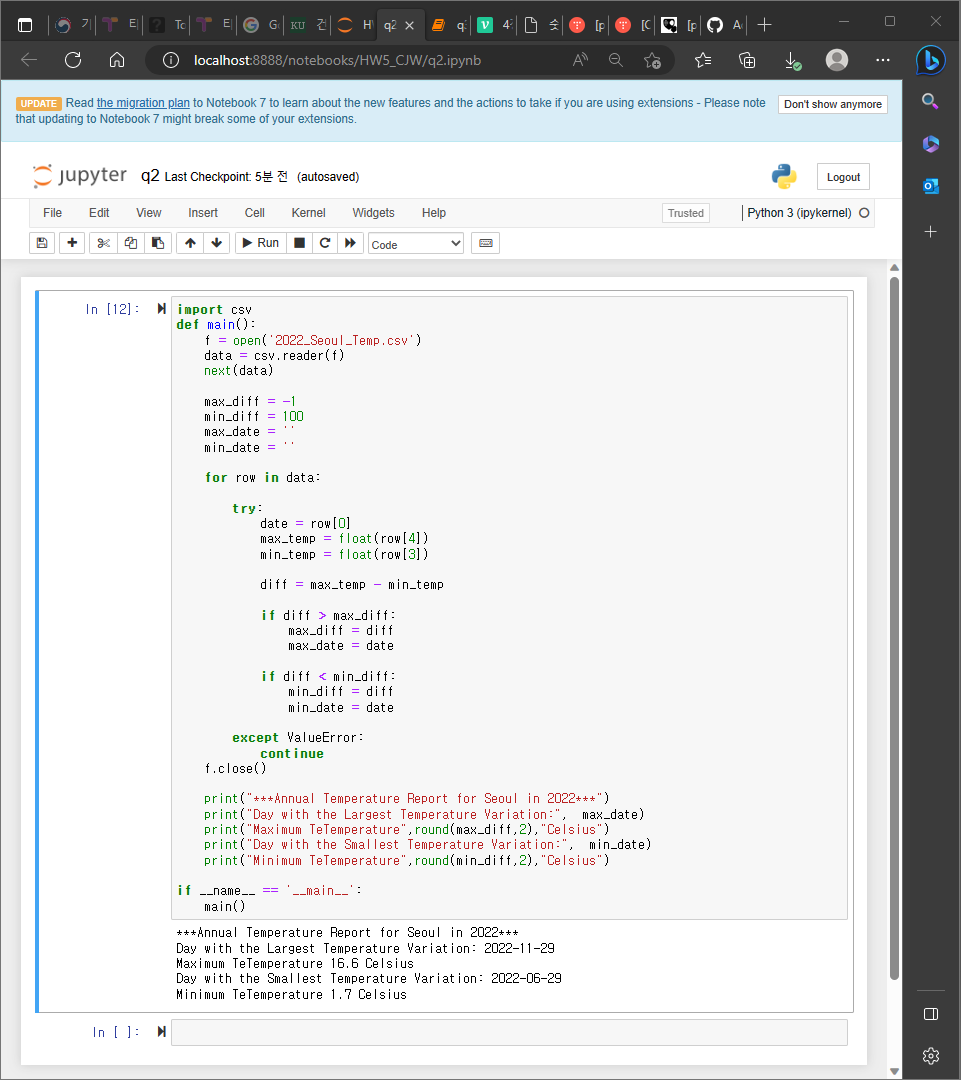 q2
localhost:8888/notebooks/HW5_CJW/q2.ipynb
UPDATE Read the migration plan to Notebook 7 to learn about the new features and the actions to take if you are using extensions - Please note
that updating to Notebook 7 might break some of your extensions.
Don't show anymore
jupyter q2 Last Checkpoint: 5분 전 (autosaved)
Logout
File Edit View Insert Cell Kernel Widgets Help
Trusted
Python 3 (ipykernel)
Run
Code
In [12]:
import csv
def main():
    f = open('2022_Seoul_Temp.csv')
    data = csv.reader(f)
    next(data)
    max_diff = -1
    min_diff = 100
    max_date = ''
    min_date = ''
    for row in data:
        try:
            date = row[0]
            max_temp = float(row[4])
            min_temp = float(row[3])
            diff = max_temp - min_temp
            if diff > max_diff:
                max_diff = diff
                max_date = date
            if diff < min_diff:
                min_diff = diff
                min_date = date
        except ValueError:
            continue
    f.close()
    print("***Annual Temperature Report for Seoul in 2022***")
    print("Day with the Largest Temperature Variation:",  max_date)
    print("Maximum TeTemperature",round(max_diff,2),"Celsius")
    print("Day with the Smallest Temperature Variation:",  min_date)
    print("Minimum TeTemperature",round(min_diff,2),"Celsius")
if __name__ == '__main__':
    main()
***Annual Temperature Report for Seoul in 2022***
Day with the Largest Temperature Variation: 2022-11-29
Maximum TeTemperature 16.6 Celsius
Day with the Smallest Temperature Variation: 2022-06-29
Minimum TeTemperature 1.7 Celsius
In [ ]: